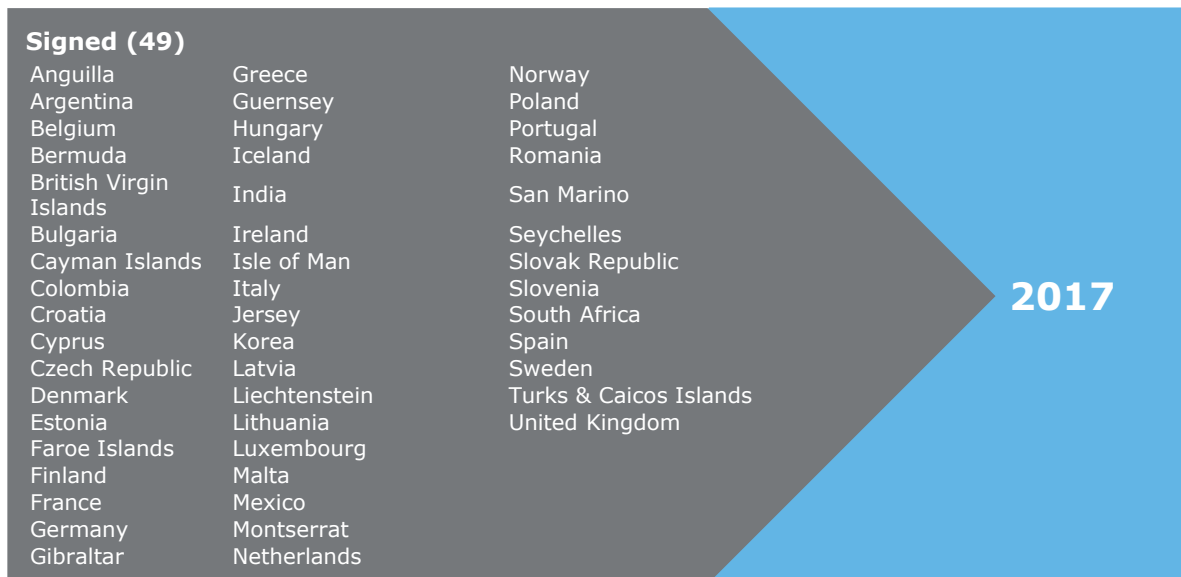 Signed (49)
Anguilla
Argentina
Belgium
Bermuda
British Virgin
Islands
Bulgaria
Cayman Islands
Colombia
Croatia
Cyprus
Czech Republic
Denmark
Estonia
Faroe Islands
Finland
France
Germany
Gibraltar
Greece
Guernsey
Hungary
Iceland
India
Ireland
Isle of Man
Italy
Jersey
Korea
Latvia
Liechtenstein
Lithuania
Luxembourg
Malta
Mexico
Montserrat
Netherlands
Norway
Poland
Portugal
Romania
San Marino
Seychelles
Slovak Republic
Slovenia
South Africa
Spain
Sweden
Turks & Caicos Islands
United Kingdom
2017